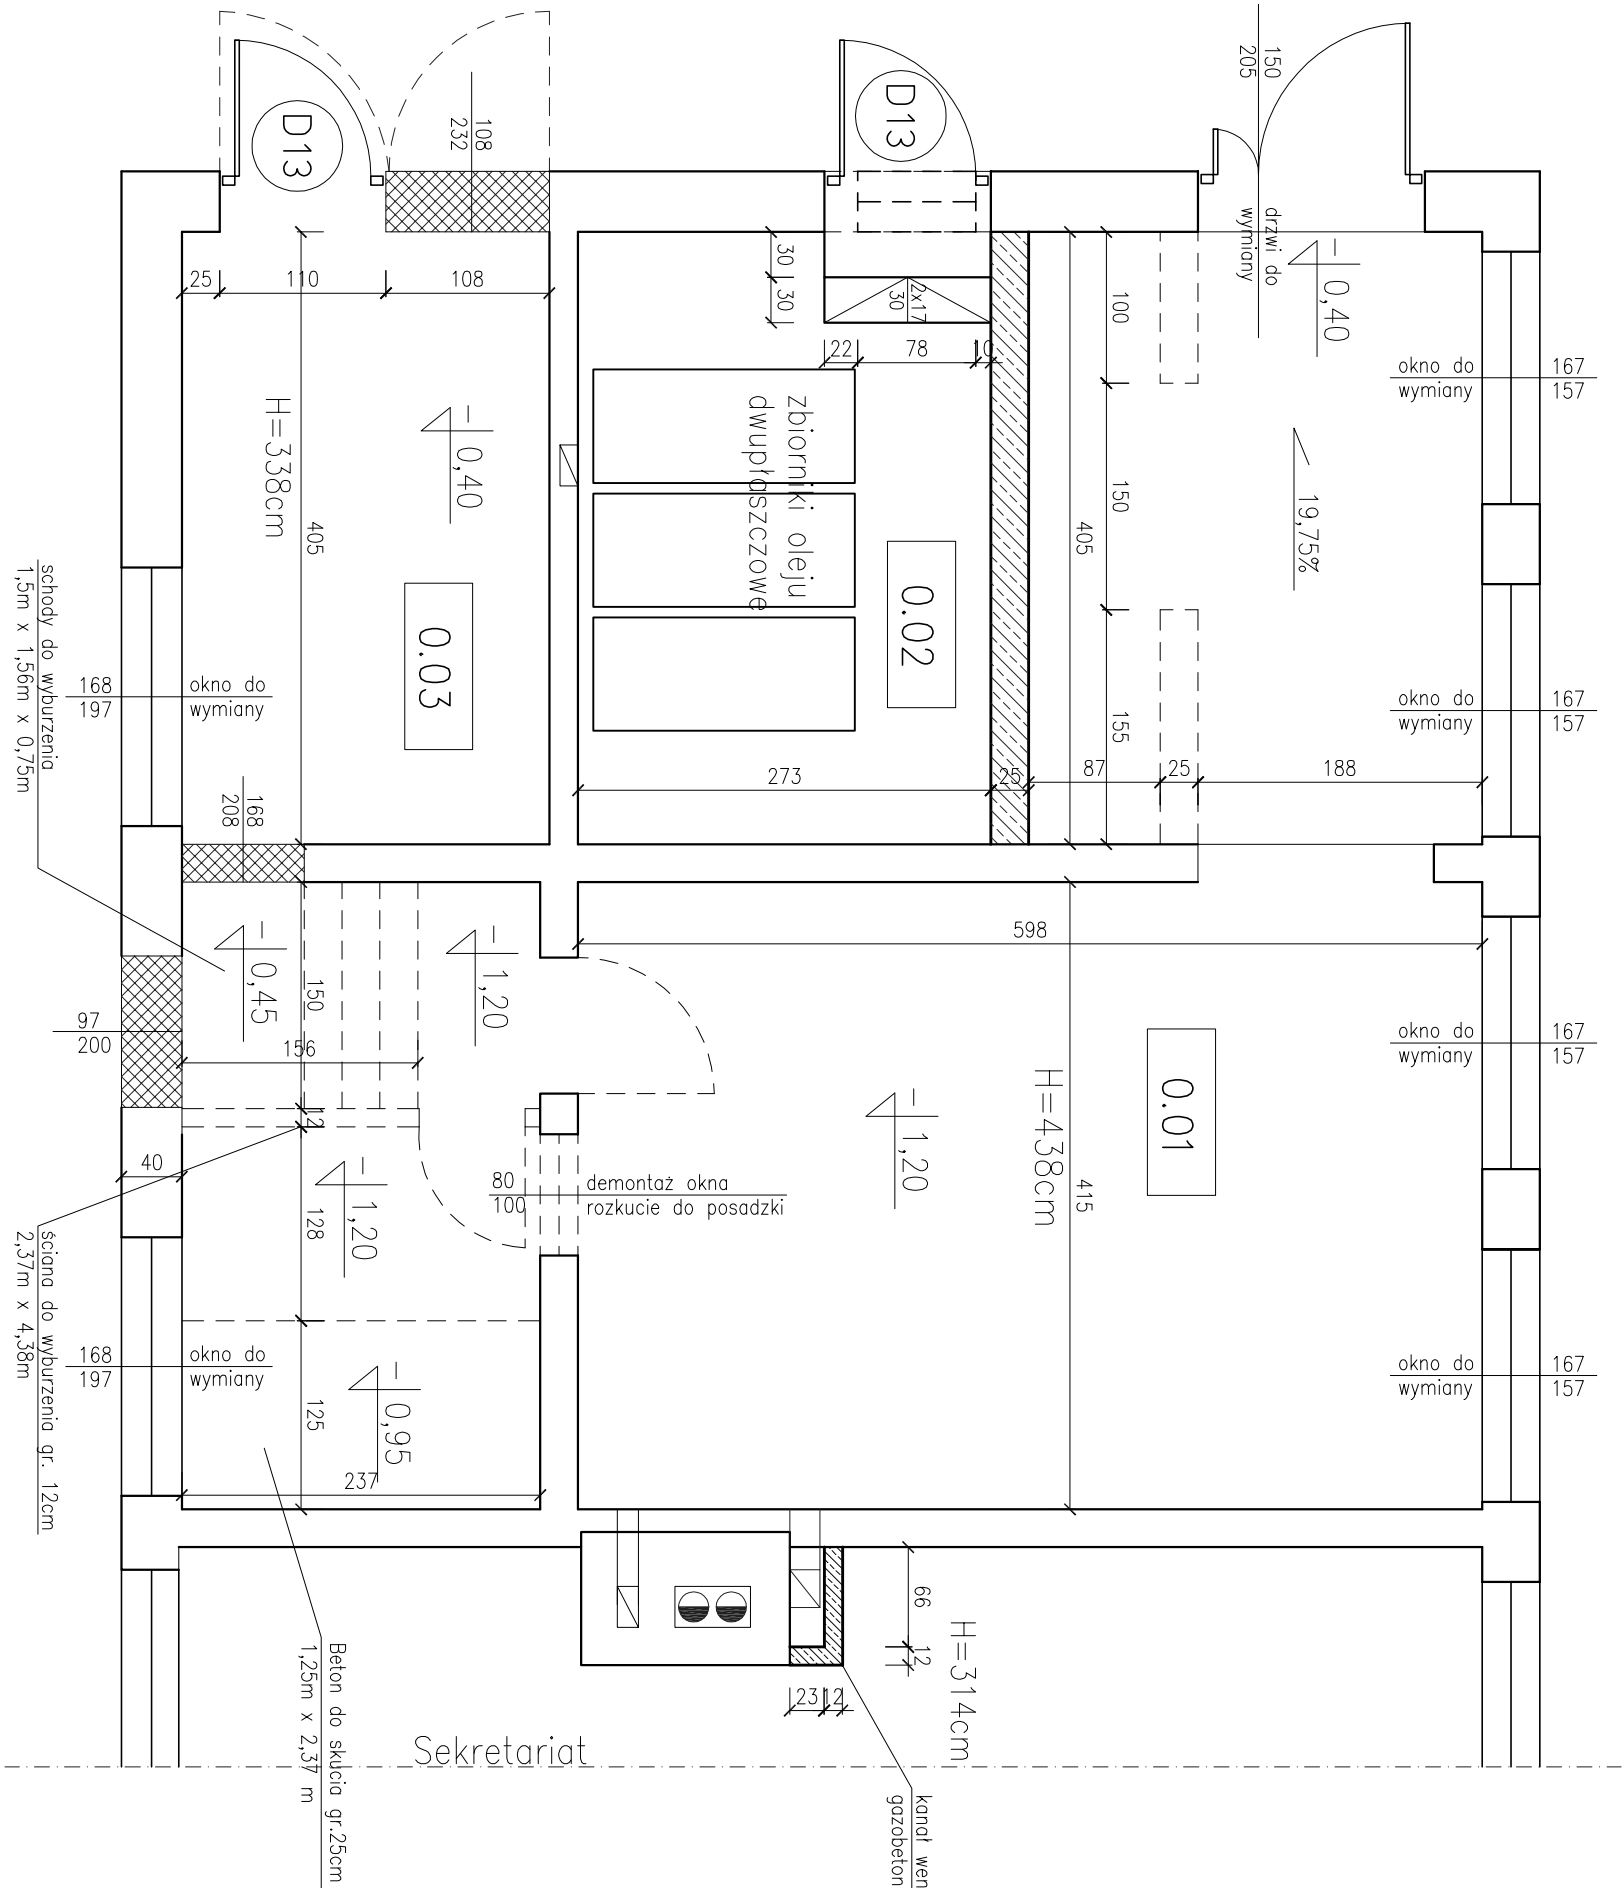 150
205
D13
D13
108
232
drzwi do
wymiany
-0,40
25
110
108
30
30
2x17
30
100
22
78
10
okno do
wymiany
167
157
zbiorniki oleju
dwupłaszczowe
H=338cm
-0,40
405
150
405
19,75%
0.02
0.03
schody do wyburzenia
1,5m x 1,56m x 0,75m
168
197
okno do
wymiany
okno do
wymiany
167
157
155
273
25
87
25
188
168
208
-0,45
-1,20
598
150
97
200
156
okno do
wymiany
167
157
0.01
H=438cm
-1,20
12
40
-1,20
80
100
demontaż okna
rozkucie do posadzki
415
128
ściana do wyburzenia gr. 12cm
2,37m x 4,38m
168
197
okno do
wymiany
okno do
wymiany
167
157
-0,95
125
237
66
12
23
12
H=314cm
Beton do skucia gr.25cm
1,25m x 2,37 m
Sekretariat
kanał wen
gazobeton